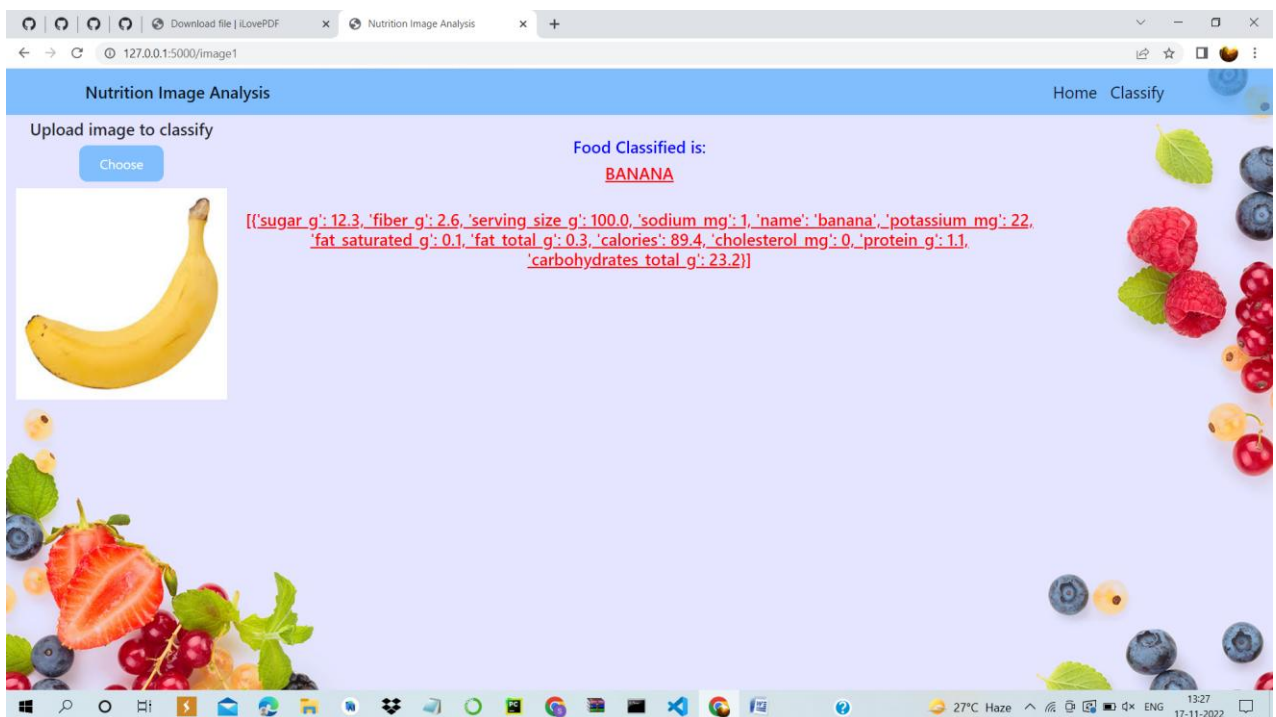 Download file | iLovePDF
Nutrition Image Analysis
127.0.0.1:5000/image1
Nutrition Image Analysis
Home Classify
Upload image to classify
Choose
Food Classified is:
BANANA
[{'sugar_g': 12.3, 'fiber_g': 2.6, 'serving_size_g': 100.0, 'sodium_mg': 1, 'name': 'banana', 'potassium_mg': 22,
'fat_saturated_g': 0.1, 'fat_total_g': 0.3, 'calories': 89.4, 'cholesterol_mg': 0, 'protein_g': 1.1,
'carbohydrates_total_g': 23.2}]
27°C Haze
ENG
13:27
17-11-2022